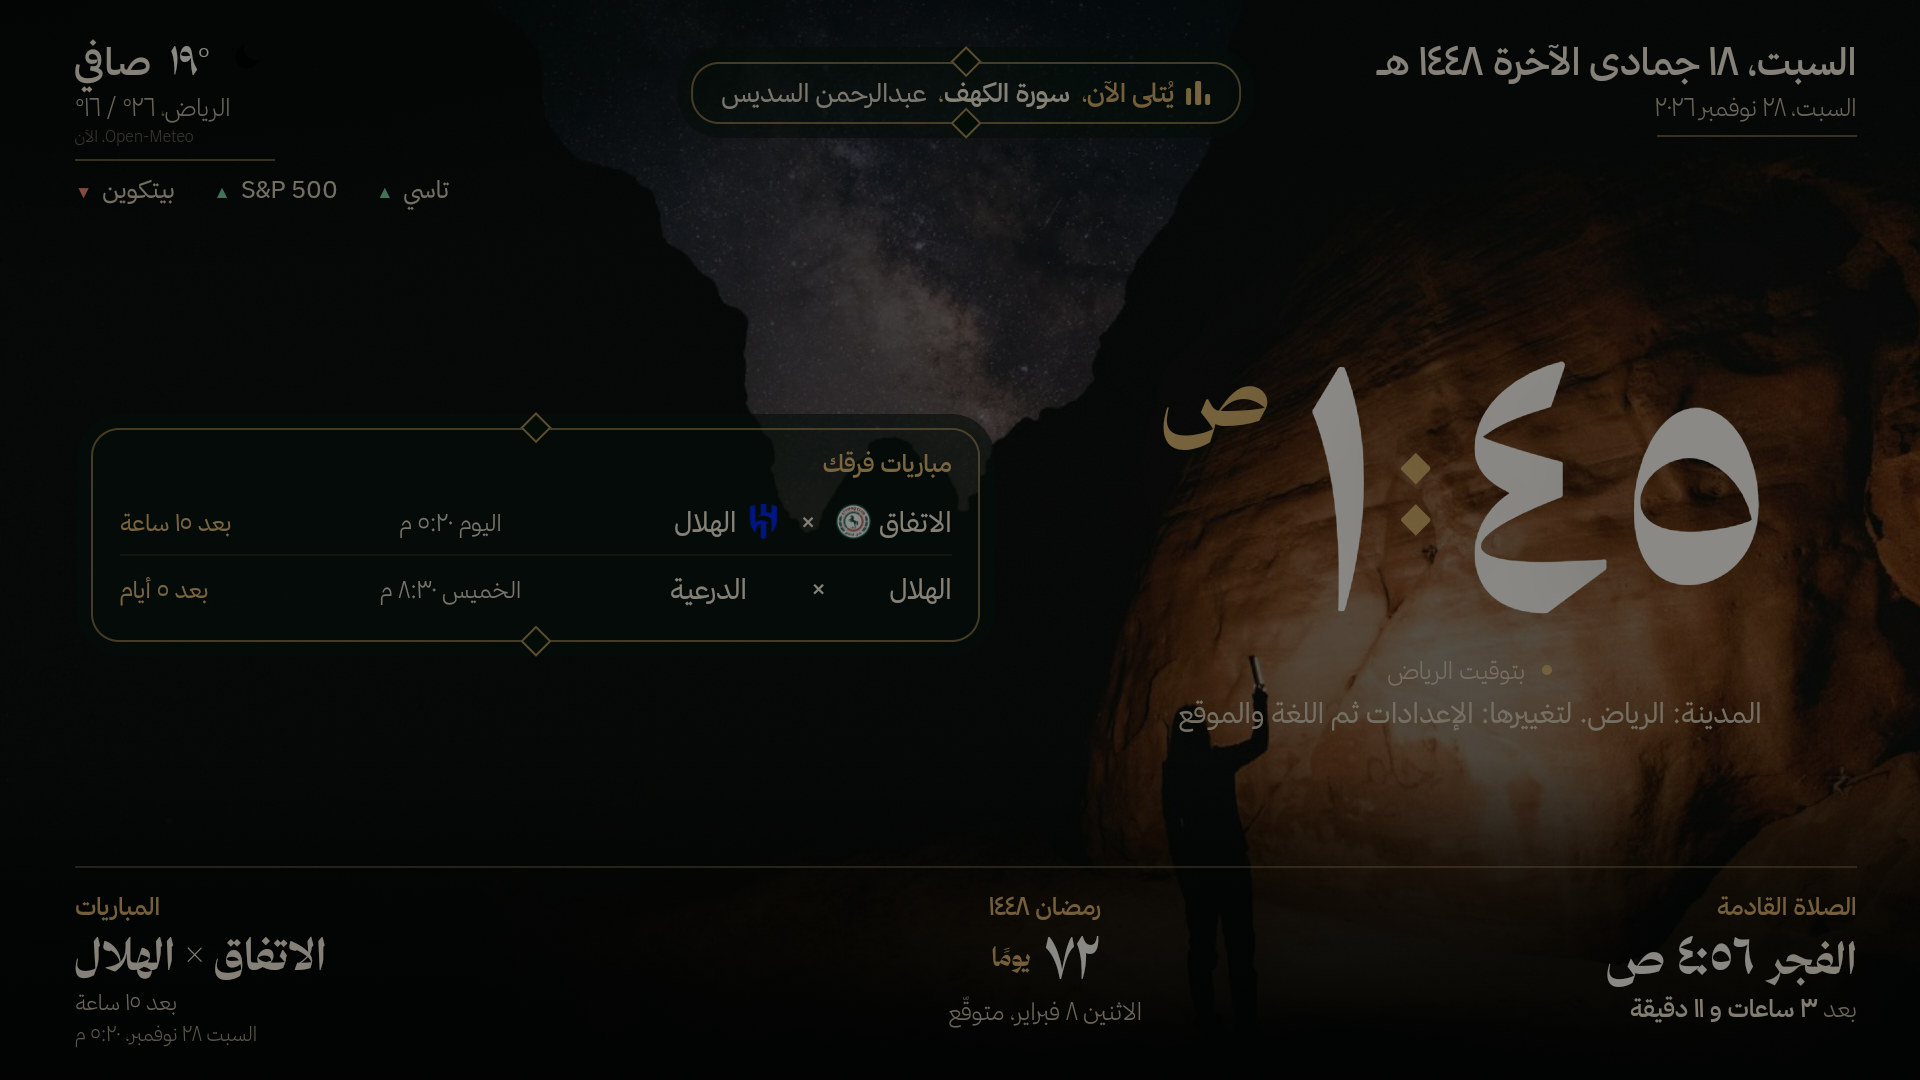 السبت، ١٨ جمادى الآخرة ١٤٤٨ هـ
السبت، ٢٨ نوفمبر ٢٠٢٦
يُتلى الآن، سورة الكهف، عبدالرحمن السديس
١٩° صافي
الرياض، ٢٦° / ١٦°
Open-Meteo، الآن
تاسي ▲ S&P 500 ▲ بيتكوين ▼
١:٤٥ ص
بتوقيت الرياض
المدينة: الرياض. لتغييرها: الإعدادات ثم اللغة والموقع
مباريات فرقك
الاتفاق × الهلال اليوم ٥:٢٠ م بعد ١٥ ساعة
الهلال × الدرعية الخميس ٨:٣٠ م بعد ٥ أيام
الصلاة القادمة
الفجر ٤:٥٦ ص
بعد ٣ ساعات و ١١ دقيقة
رمضان ١٤٤٨
٧٢ يومًا
الاثنين ٨ فبراير، متوقّع
المباريات
الاتفاق × الهلال
بعد ١٥ ساعة
السبت ٢٨ نوفمبر، ٥:٢٠ م